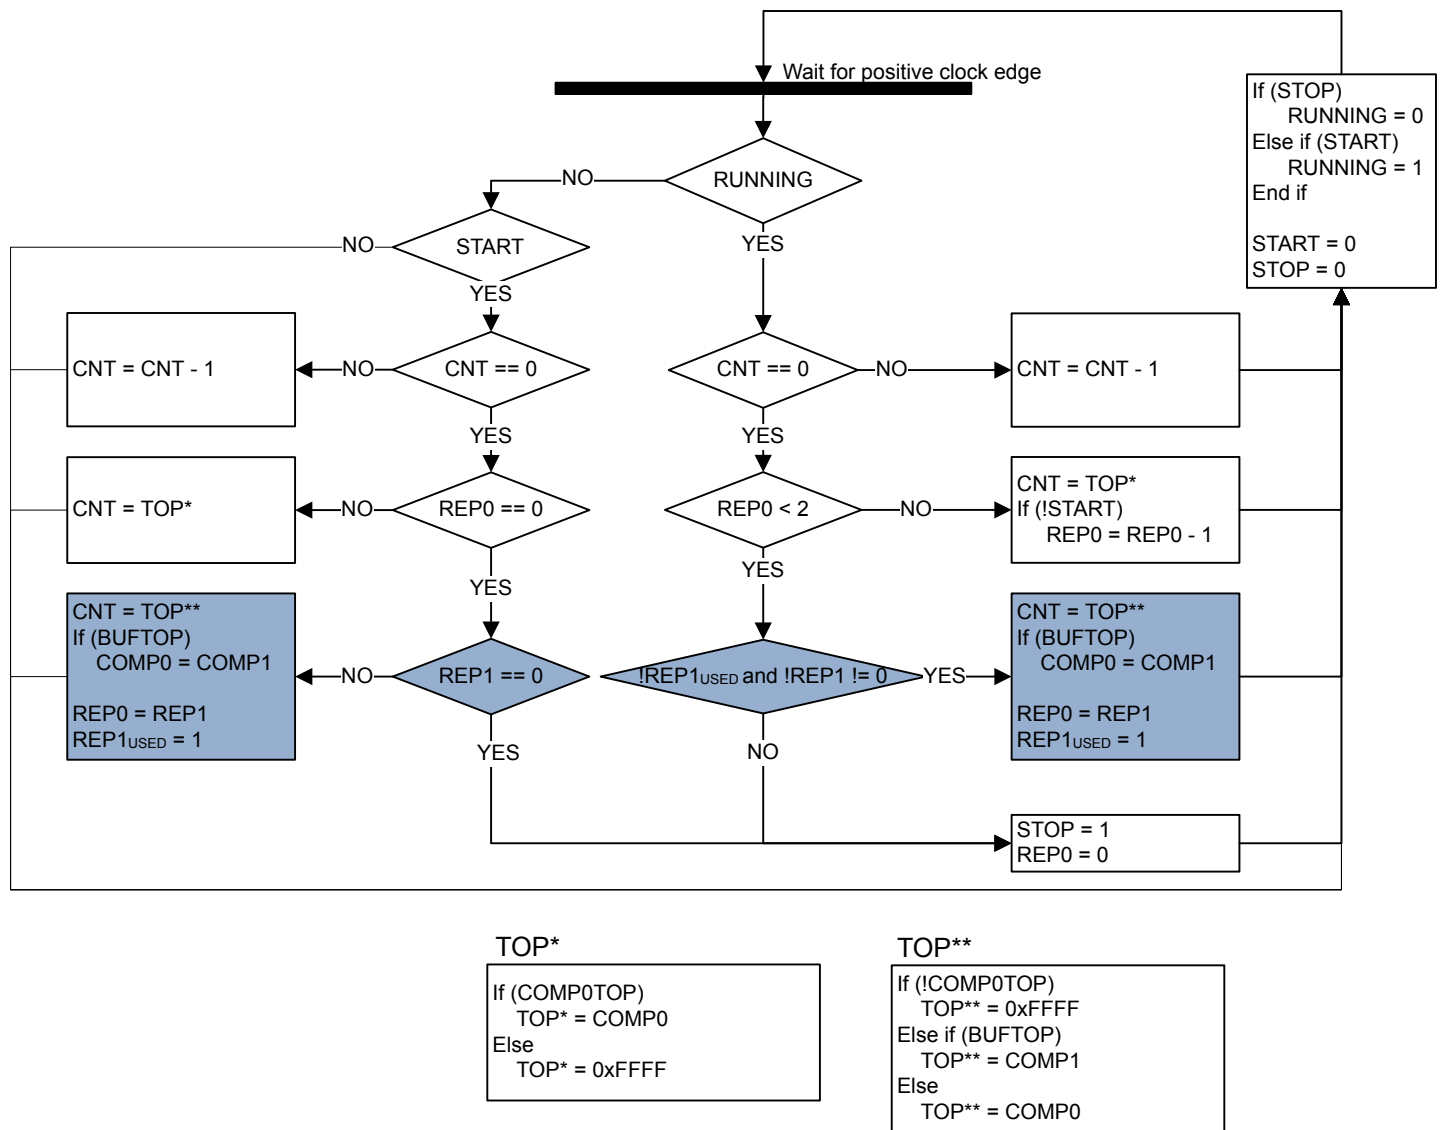 Wait for positive clock edge
If (STOP)
RUNNING = 0
Else if (START)
RUNNING = 1
End if
START = 0
STOP = 0
RUNNING
NO
YES
START
NO
YES
CNT == 0
NO
CNT = CNT - 1
YES
CNT == 0
NO
CNT = CNT - 1
YES
REP0 == 0
NO
CNT = TOP*
YES
REP0 < 2
NO
CNT = TOP*
If (!START)
REP0 = REP0 - 1
YES
CNT = TOP**
If (BUFTOP)
COMP0 = COMP1
REP0 = REP1
REP1USED = 1
NO
REP1 == 0
YES
!REP1USED and !REP1 != 0
YES
NO
CNT = TOP**
If (BUFTOP)
COMP0 = COMP1
REP0 = REP1
REP1USED = 1
STOP = 1
REP0 = 0
TOP*
If (COMP0TOP)
TOP* = COMP0
Else
TOP* = 0xFFFF
TOP**
If (!COMP0TOP)
TOP** = 0xFFFF
Else if (BUFTOP)
TOP** = COMP1
Else
TOP** = COMP0